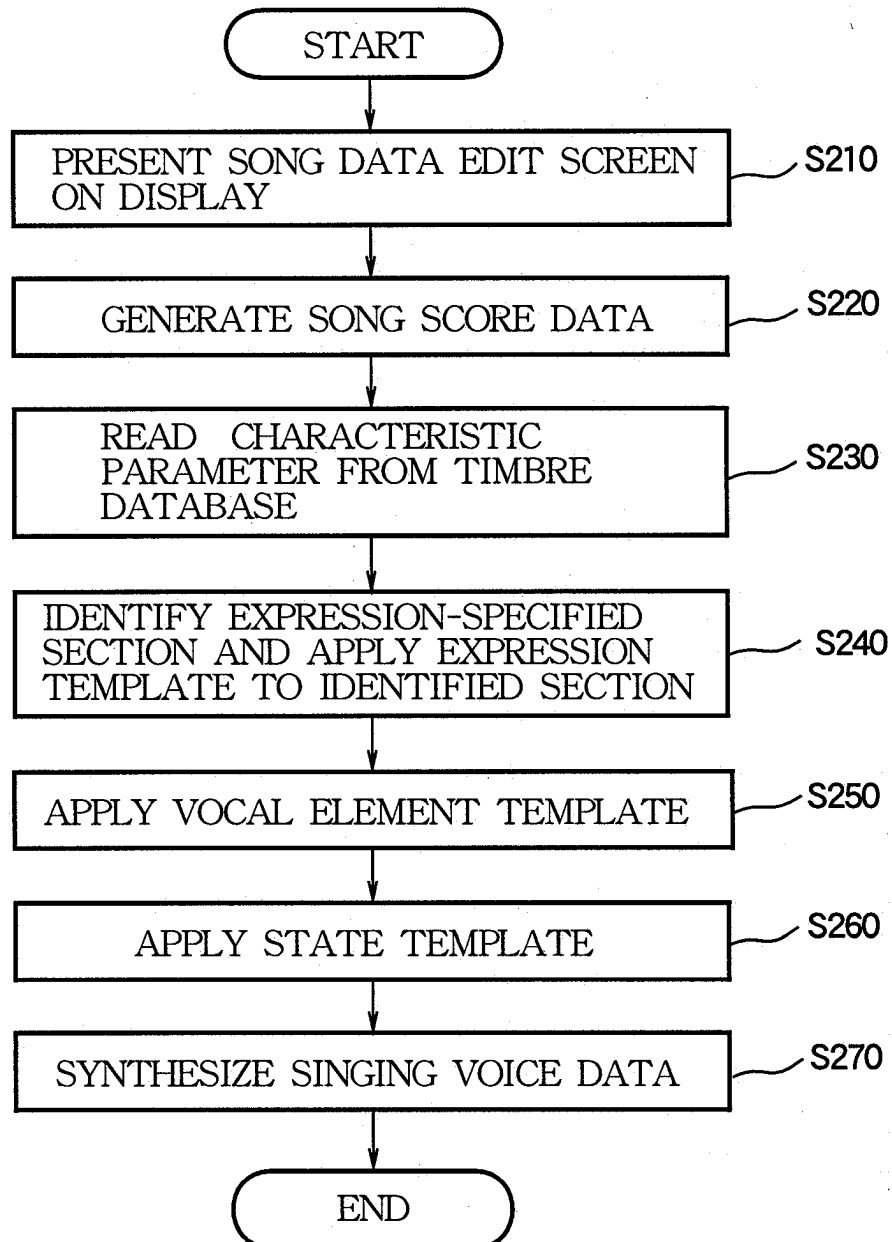 START
PRESENT SONG DATA EDIT SCREEN
ON DISPLAY
S210
GENERATE SONG SCORE DATA
S220
READ CHARACTERISTIC
PARAMETER FROM TIMBRE
DATABASE
S230
IDENTIFY EXPRESSION-SPECIFIED
SECTION AND APPLY EXPRESSION
TEMPLATE TO IDENTIFIED SECTION
S240
APPLY VOCAL ELEMENT TEMPLATE
S250
APPLY STATE TEMPLATE
S260
SYNTHESIZE SINGING VOICE DATA
S270
END